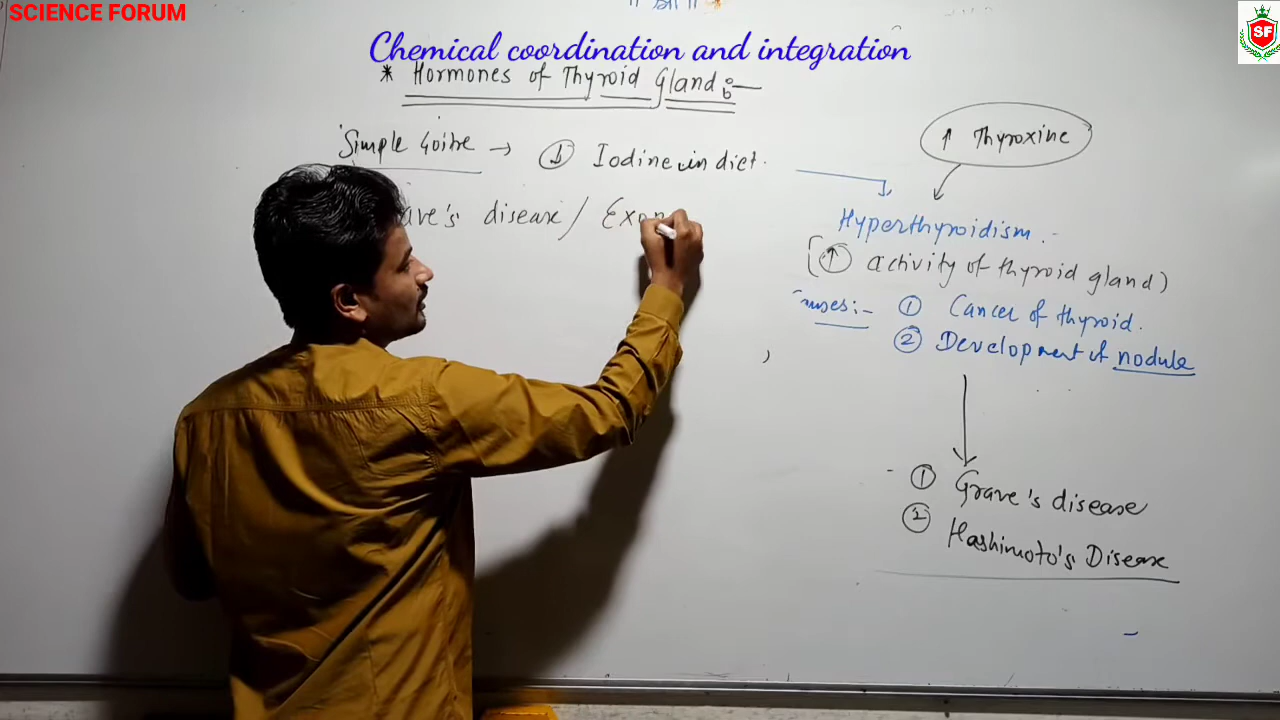 SCIENCE FORUM
SF
Chemical coordination and integration
* Hormones of Thyroid Gland :—
Simple Goitre → ↓ Iodine in diet.
ave's disease/ Exop
↑ Thyroxine
Hyperthyroidism.-
(↑ activity of thyroid gland)
auses:- ① Cancer of thyroid.
② Development of nodule
① Grave's disease
② Hashimoto's Disease